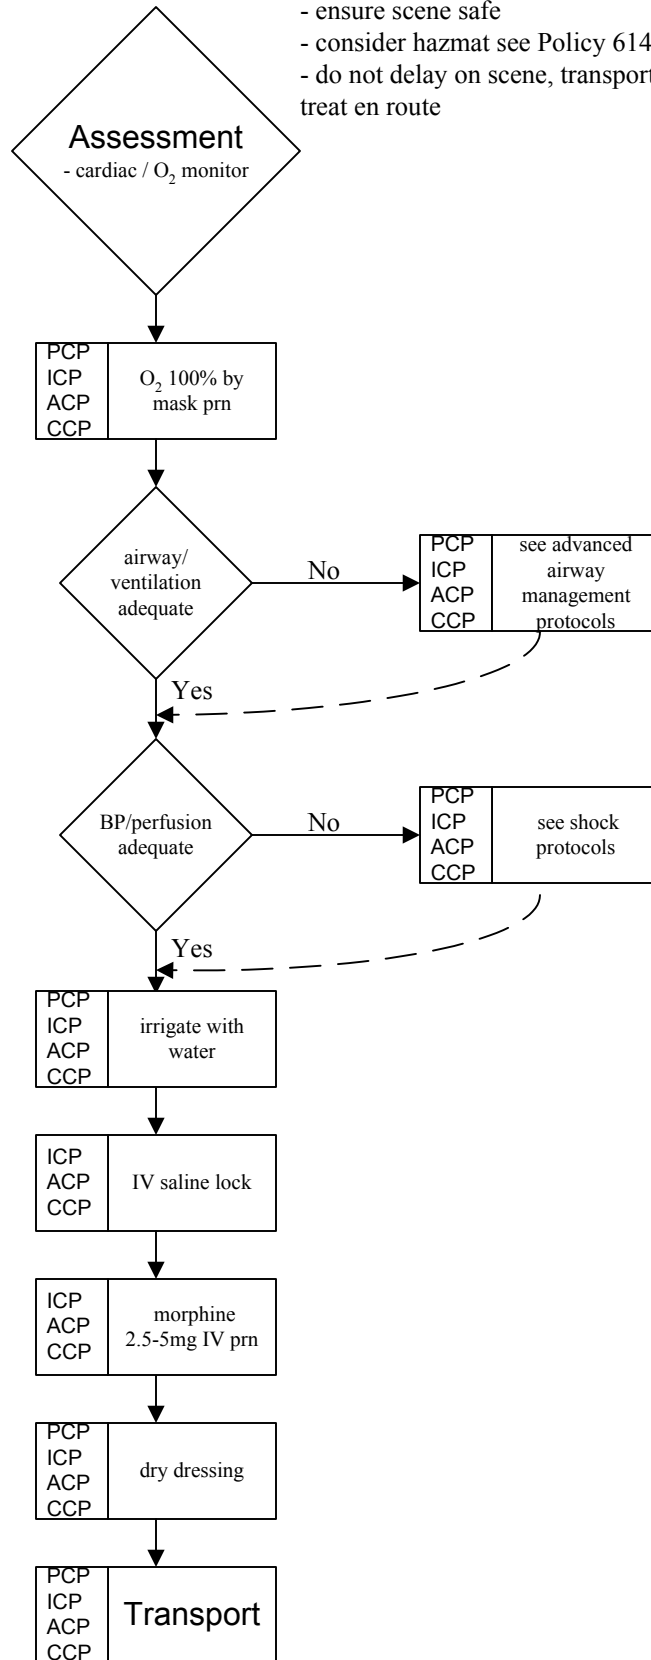 - ensure scene safe
- consider hazmat see Policy 614
- do not delay on scene, transport
treat en route
Assessment
- cardiac / O₂ monitor
PCP
ICP
ACP
CCP
O₂ 100% by
mask prn
airway/
ventilation
adequate
No
PCP
ICP
ACP
CCP
see advanced
airway
management
protocols
Yes
BP/perfusion
adequate
No
PCP
ICP
ACP
CCP
see shock
protocols
Yes
PCP
ICP
ACP
CCP
irrigate with
water
ICP
ACP
CCP
IV saline lock
ICP
ACP
CCP
morphine
2.5-5mg IV prn
PCP
ICP
ACP
CCP
dry dressing
PCP
ICP
ACP
CCP
Transport